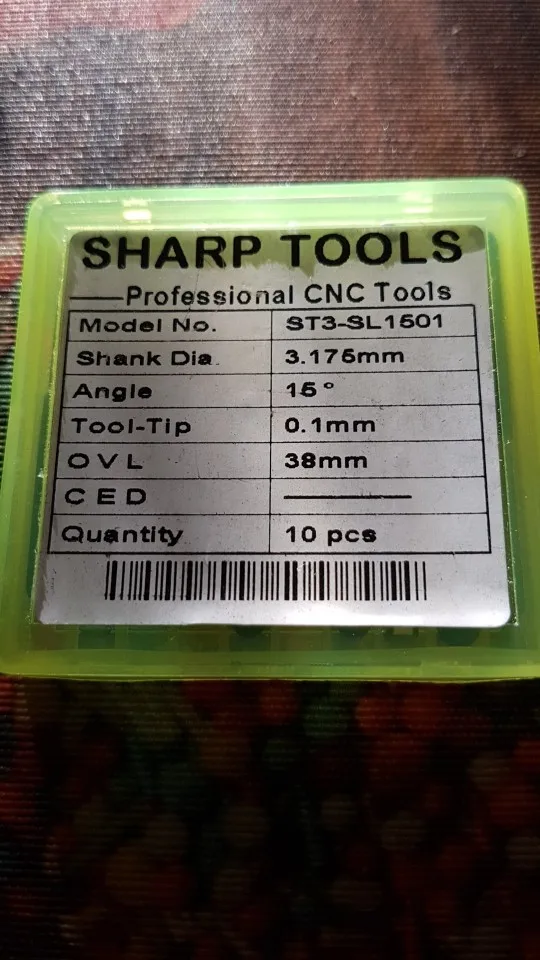 SHARP TOOLS
——Professional CNC Tools
Model No. ST3-SL1501
Shank Dia. 3.175mm
Angle 15°
Tool-Tip 0.1mm
OVL 38mm
CED ————
Quantity 10 pcs